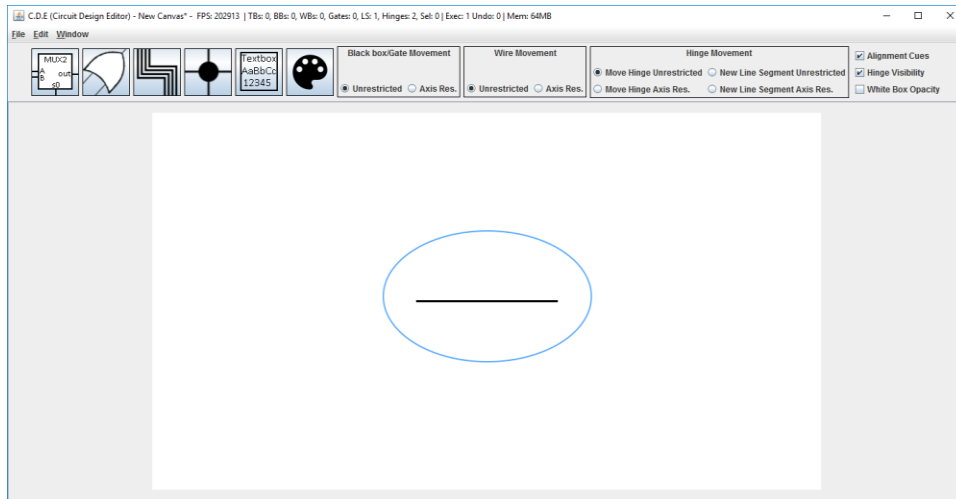 C.D.E (Circuit Design Editor) - New Canvas* - FPS: 202913 | TBs: 0, BBs: 0, WBs: 0, Gates: 0, LS: 1, Hinges: 2, Sel: 0 | Exec: 1 Undo: 0 | Mem: 64MB
File Edit Window
MUX2
A
B
out
s0
Textbox
AaBbCc
12345
Black box/Gate Movement
Unrestricted Axis Res.
Wire Movement
Unrestricted Axis Res.
Hinge Movement
Move Hinge Unrestricted New Line Segment Unrestricted
Move Hinge Axis Res. New Line Segment Axis Res.
Alignment Cues
Hinge Visibility
White Box Opacity